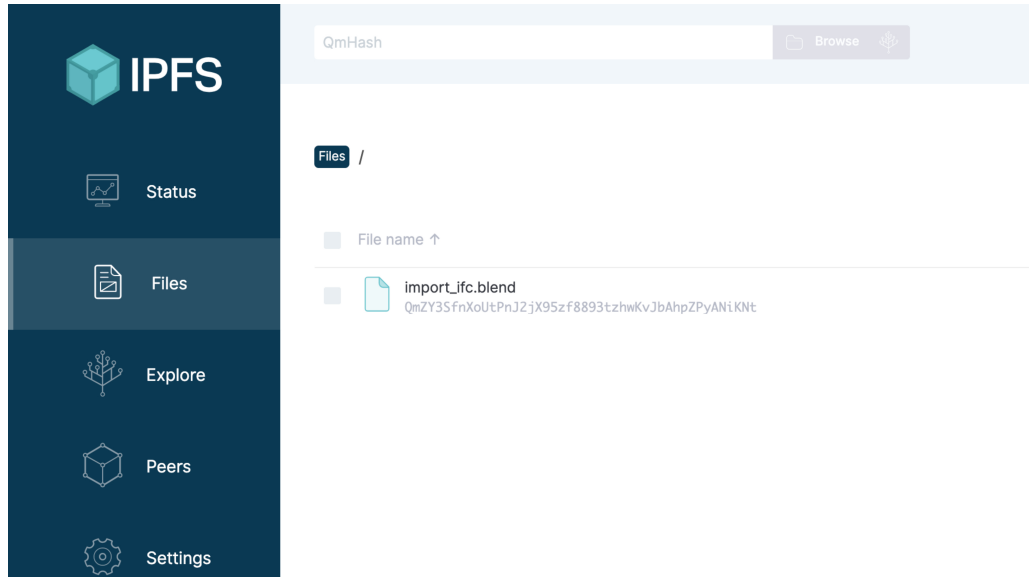 IPFS
QmHash
Browse
Files /
Status
File name ↑
Files
import_ifc.blend
QmZY3SfnXoUtPnJ2jX95zf8893tzhwKvJbAhpZPyANiKNt
Explore
Peers
Settings